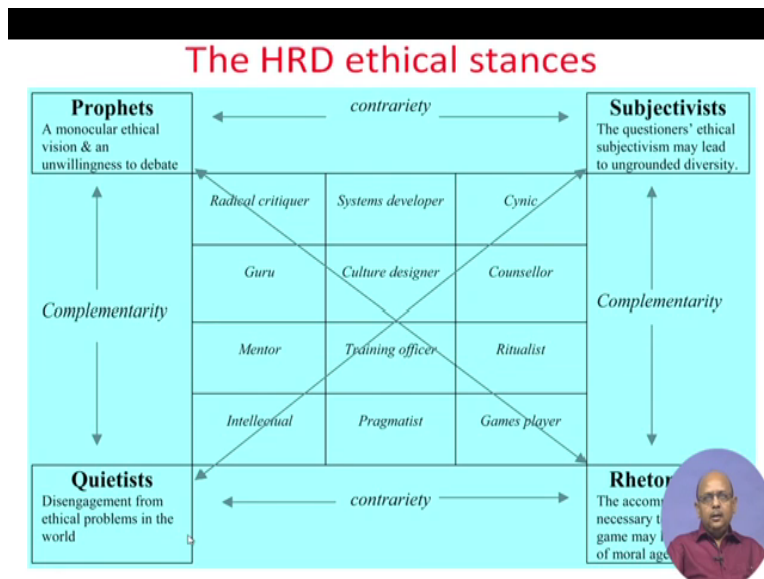 The HRD ethical stances
Prophets
A monocular ethical
vision & an
unwillingness to debate
contrariety
Subjectivists
The questioners' ethical
subjectivism may lead
to ungrounded diversity.
Radical critiquer
Systems developer
Cynic
Guru
Culture designer
Counsellor
Complementarity
Complementarity
Mentor
Training officer
Ritualist
Intellectual
Pragmatist
Games player
Quietists
Disengagement from
ethical problems in the
world
contrariety
The
necessary
game may
of moral